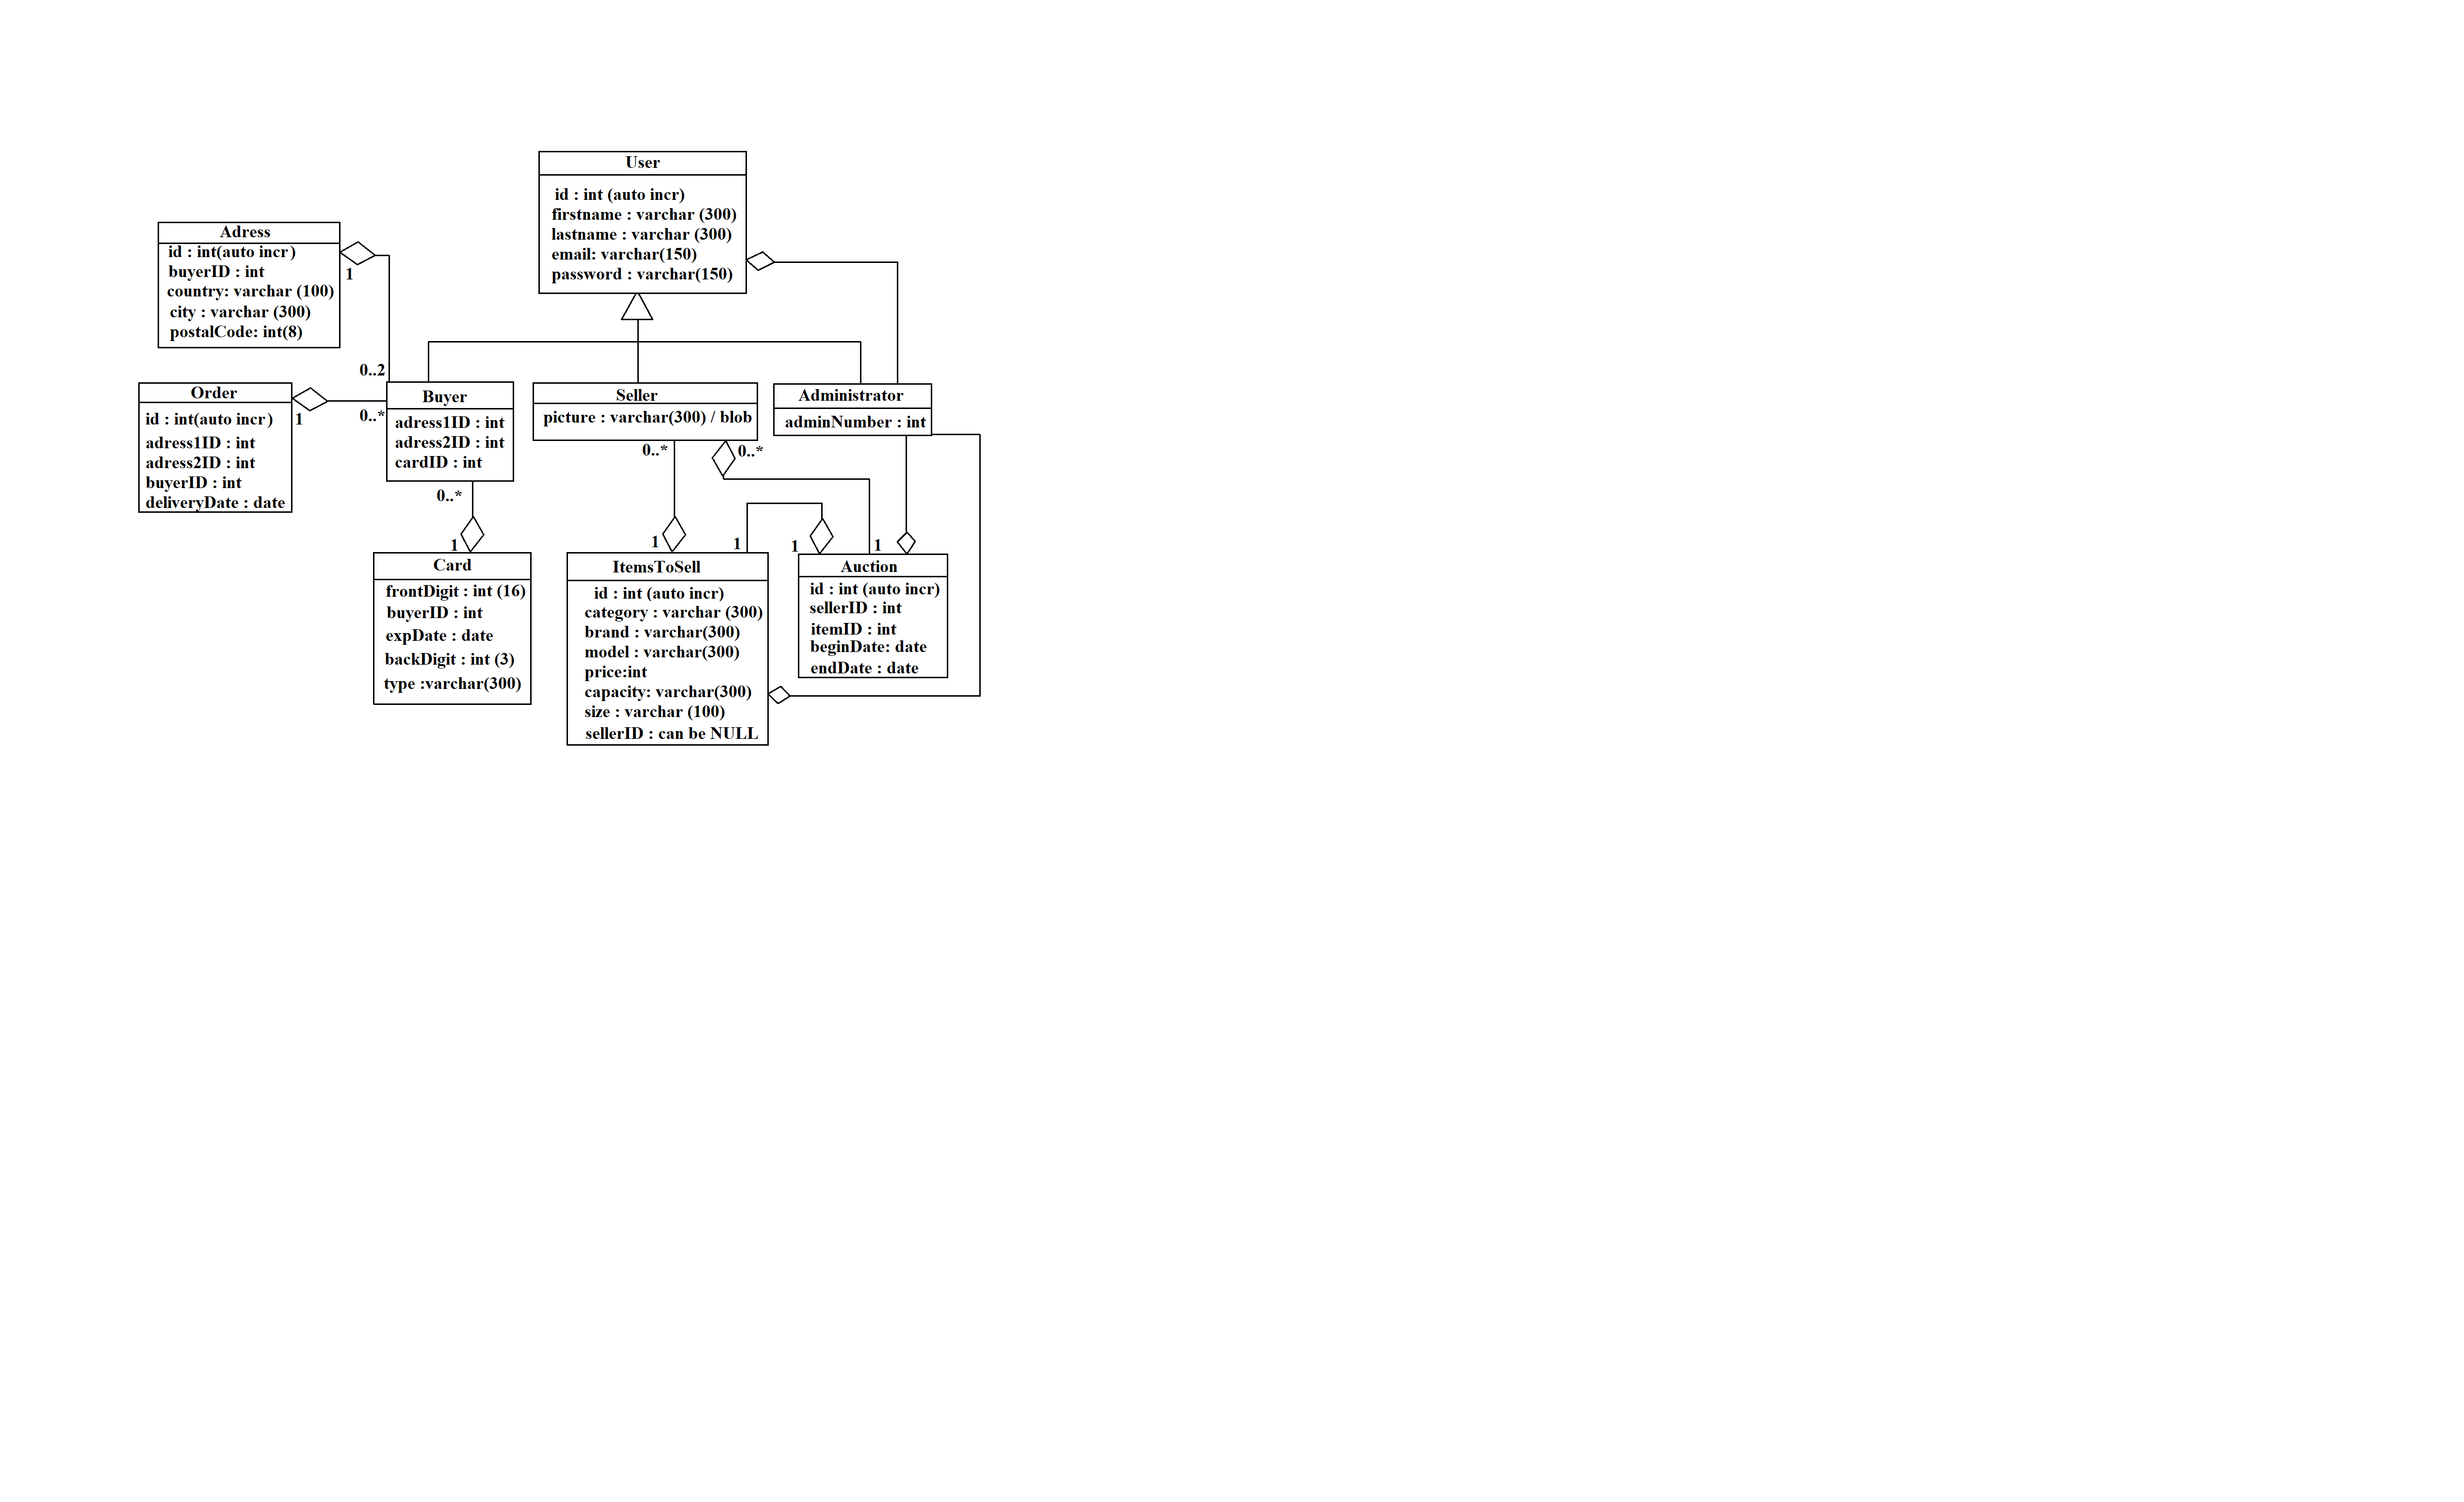 User
id : int (auto incr)
firstname : varchar (300)
lastname : varchar (300)
email: varchar(150)
password : varchar(150)
Adress
id : int(auto incr)
buyerID : int
country: varchar (100)
city : varchar (300)
postalCode: int(8)
1
0..2
Order
id : int(auto incr)
adress1ID : int
adress2ID : int
buyerID : int
deliveryDate : date
1
0..*
Buyer
adress1ID : int
adress2ID : int
cardID : int
Seller
picture : varchar(300) / blob
Administrator
adminNumber : int
0..*
0..*
0..*
1
1
1
1
1
Card
frontDigit : int (16)
buyerID : int
expDate : date
backDigit : int (3)
type :varchar(300)
ItemsToSell
id : int (auto incr)
category : varchar (300)
brand : varchar(300)
model : varchar(300)
price:int
capacity: varchar(300)
size : varchar (100)
sellerID : can be NULL
Auction
id : int (auto incr)
sellerID : int
itemID : int
beginDate: date
endDate : date